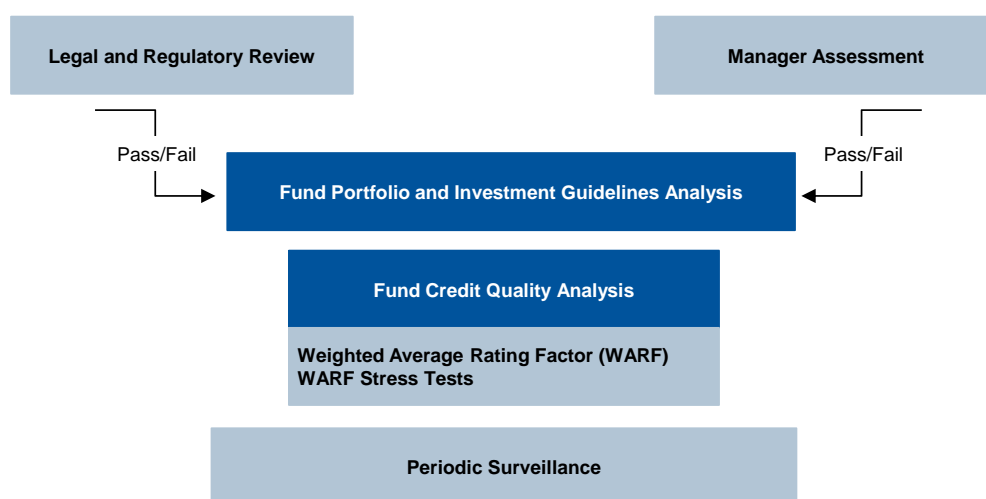 Legal and Regulatory Review
Manager Assessment
Pass/Fail
Pass/Fail
Fund Portfolio and Investment Guidelines Analysis
Fund Credit Quality Analysis
Weighted Average Rating Factor (WARF)
WARF Stress Tests
Periodic Surveillance